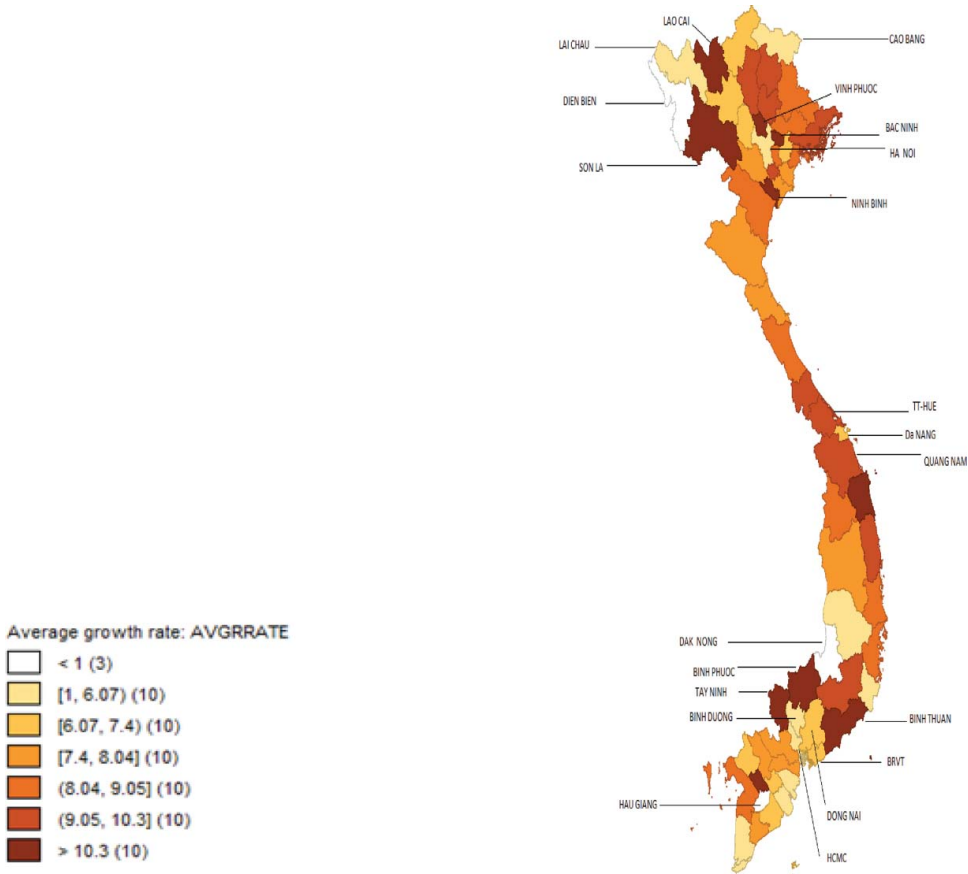 LAO CAI
LAI CHAU
CAO BANG
VINH PHUOC
DIEN BIEN
BAC NINH
HA NOI
SON LA
NINH BINH
TT-HUE
Da NANG
QUANG NAM
DAK NONG
BINH PHUOC
TAY NINH
BINH DUONG
BINH THUAN
BRVT
HAU GIANG
DONG NAI
HCMC
Average growth rate: AVGRRATE
< 1 (3)
[1, 6.07) (10)
[6.07, 7.4) (10)
[7.4, 8.04] (10)
(8.04, 9.05] (10)
(9.05, 10.3] (10)
> 10.3 (10)